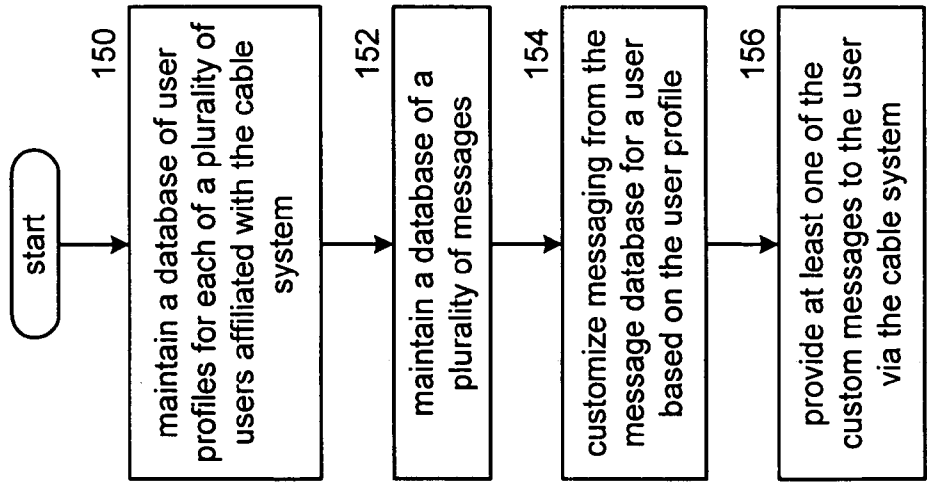 start
150
maintain a database of user
profiles for each of a plurality of
users affiliated with the cable
system
152
maintain a database of a
plurality of messages
154
customize messaging from the
message database for a user
based on the user profile
156
provide at least one of the
custom messages to the user
via the cable system